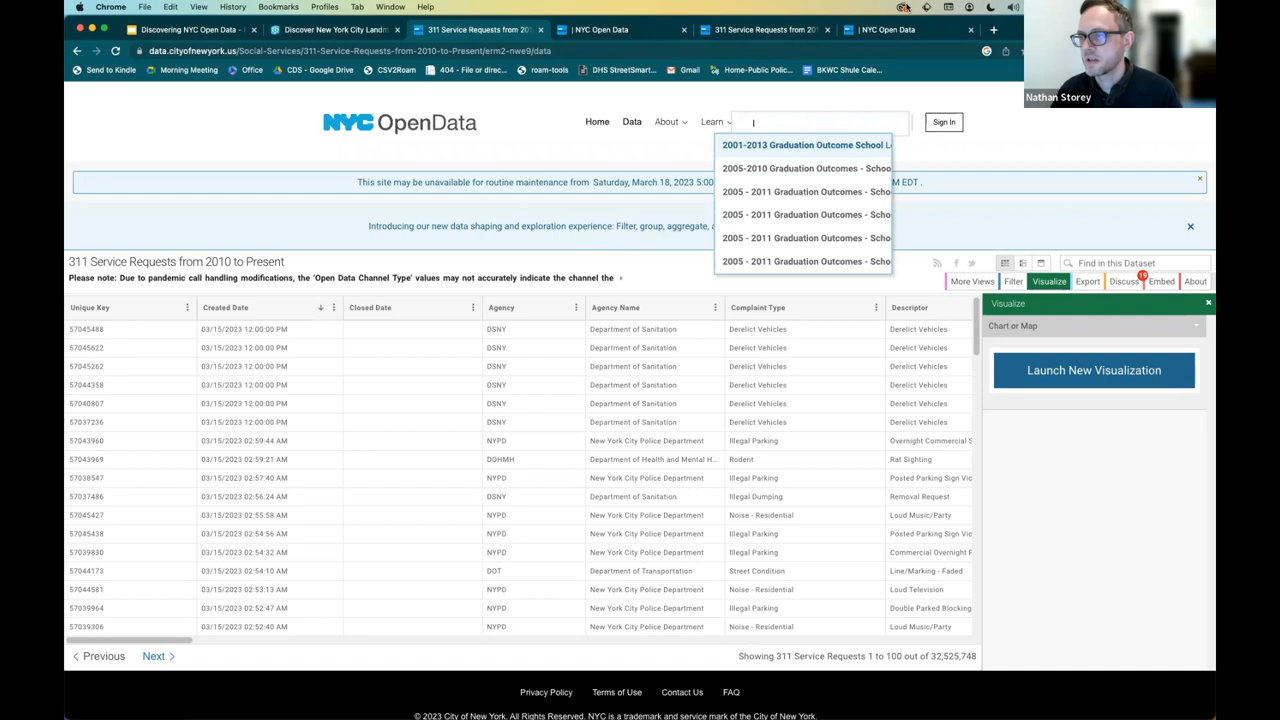 Chrome File Edit View History Bookmarks Profiles Tab Window Help
Discovering NYC Open Data - Discover New York City Landm 311 Service Requests from 201 | NYC Open Data 311 Service Requests from 201 | NYC Open Data
data.cityofnewyork.us/Social-Services/311-Service-Requests-from-2010-to-Present/erm2-nwe9/data
Send to Kindle Morning Meeting Office CDS - Google Drive CSV2Roam 404 - File or direc... roam-tools DHS StreetSmart... Gmail Home-Public Polic... BKWC Shule Cale...
Nathan Storey
NYC OpenData Home Data About Learn Sign In
2001-2013 Graduation Outcome School
2005-2010 Graduation Outcomes - Schoo
2005 - 2011 Graduation Outcomes - Scho
2005 - 2011 Graduation Outcomes - Scho
2005 - 2011 Graduation Outcomes - Scho
2005 - 2011 Graduation Outcomes - Scho
This site may be unavailable for routine maintenance from Saturday, March 18, 2023 5:00 M EDT .
Introducing our new data shaping and exploration experience: Filter, group, aggregate,
311 Service Requests from 2010 to Present
Find in this Dataset
Please note: Due to pandemic call handling modifications, the 'Open Data Channel Type' values may not accurately indicate the channel the
More Views Filter Visualize Export Discuss 19 Embed About
Visualize
Chart or Map
Launch New Visualization
Unique Key Created Date Closed Date Agency Agency Name Complaint Type Descriptor
57045488 03/15/2023 12:00:00 PM DSNY Department of Sanitation Derelict Vehicles Derelict Vehicles
57045622 03/15/2023 12:00:00 PM DSNY Department of Sanitation Derelict Vehicles Derelict Vehicles
57045262 03/15/2023 12:00:00 PM DSNY Department of Sanitation Derelict Vehicles Derelict Vehicles
57044358 03/15/2023 12:00:00 PM DSNY Department of Sanitation Derelict Vehicles Derelict Vehicles
57040807 03/15/2023 12:00:00 PM DSNY Department of Sanitation Derelict Vehicles Derelict Vehicles
57037236 03/15/2023 12:00:00 PM DSNY Department of Sanitation Derelict Vehicles Derelict Vehicles
57043960 03/15/2023 02:59:44 AM NYPD New York City Police Department Illegal Parking Overnight Commercial S
57043969 03/15/2023 02:59:21 AM DOHMH Department of Health and Mental H... Rodent Rat Sighting
57038547 03/15/2023 02:57:40 AM NYPD New York City Police Department Illegal Parking Posted Parking Sign Vio
57037486 03/15/2023 02:56:24 AM DSNY Department of Sanitation Illegal Dumping Removal Request
57045427 03/15/2023 02:55:58 AM NYPD New York City Police Department Noise - Residential Loud Music/Party
57045438 03/15/2023 02:54:56 AM NYPD New York City Police Department Illegal Parking Posted Parking Sign Vio
57039830 03/15/2023 02:54:32 AM NYPD New York City Police Department Illegal Parking Commercial Overnight P
57044173 03/15/2023 02:54:10 AM DOT Department of Transportation Street Condition Line/Marking - Faded
57044581 03/15/2023 02:53:13 AM NYPD New York City Police Department Noise - Residential Loud Television
57039964 03/15/2023 02:52:47 AM NYPD New York City Police Department Illegal Parking Double Parked Blocking
57039306 03/15/2023 02:52:40 AM NYPD New York City Police Department Noise - Residential Loud Music/Party
Previous Next Showing 311 Service Requests 1 to 100 out of 32,525,748
Privacy Policy Terms of Use Contact Us FAQ
© 2023 City of New York. All Rights Reserved. NYC is a trademark and service mark of the City of New York.